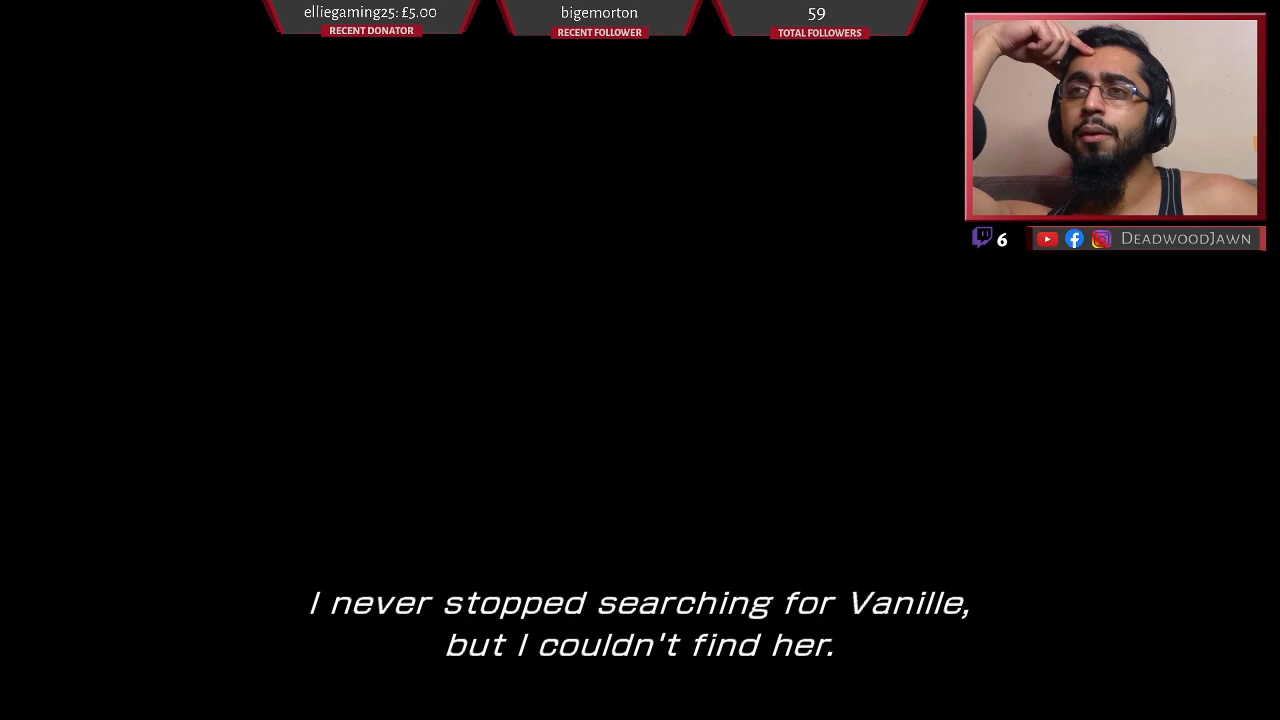 elliegaming25: £5.00
RECENT DONATOR
bigemorton
RECENT FOLLOWER
59
TOTAL FOLLOWERS
6
DEADWOODJAWN
I never stopped searching for Vanille,
but I couldn't find her.